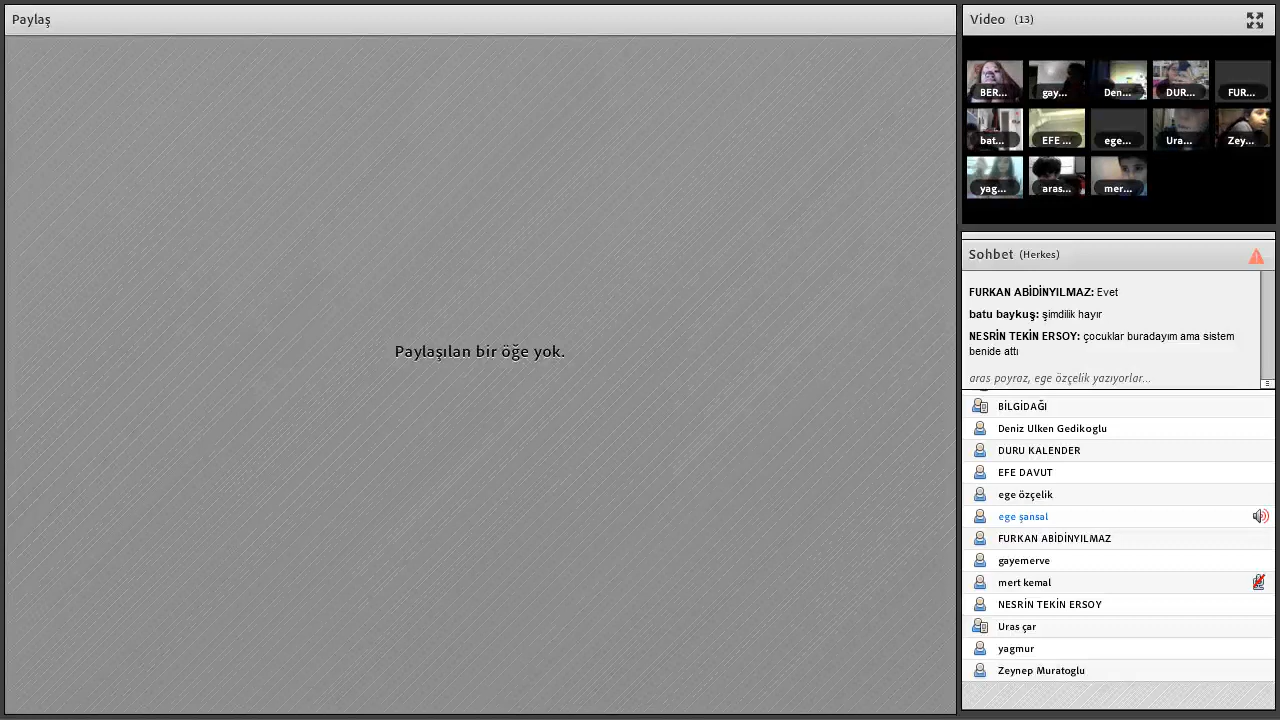 Paylaş
Paylaşılan bir öğe yok.
Video (13)
BER... gay... Den... DUR... FUR...
bat... EFE ... ege... Ura... Zey...
yag... aras... mer...
Sohbet (Herkes)
FURKAN ABİDİNYILMAZ: Evet
batu baykuş: şimdilik hayır
NESRİN TEKİN ERSOY: çocuklar buradayım ama sistem
benide attı
aras poyraz, ege özçelik yazıyorlar...
BİLGİDAĞI
Deniz Ulken Gedikoglu
DURU KALENDER
EFE DAVUT
ege özçelik
ege şansal
FURKAN ABİDİNYILMAZ
gayemerve
mert kemal
NESRİN TEKİN ERSOY
Uras çar
yagmur
Zeynep Muratoglu